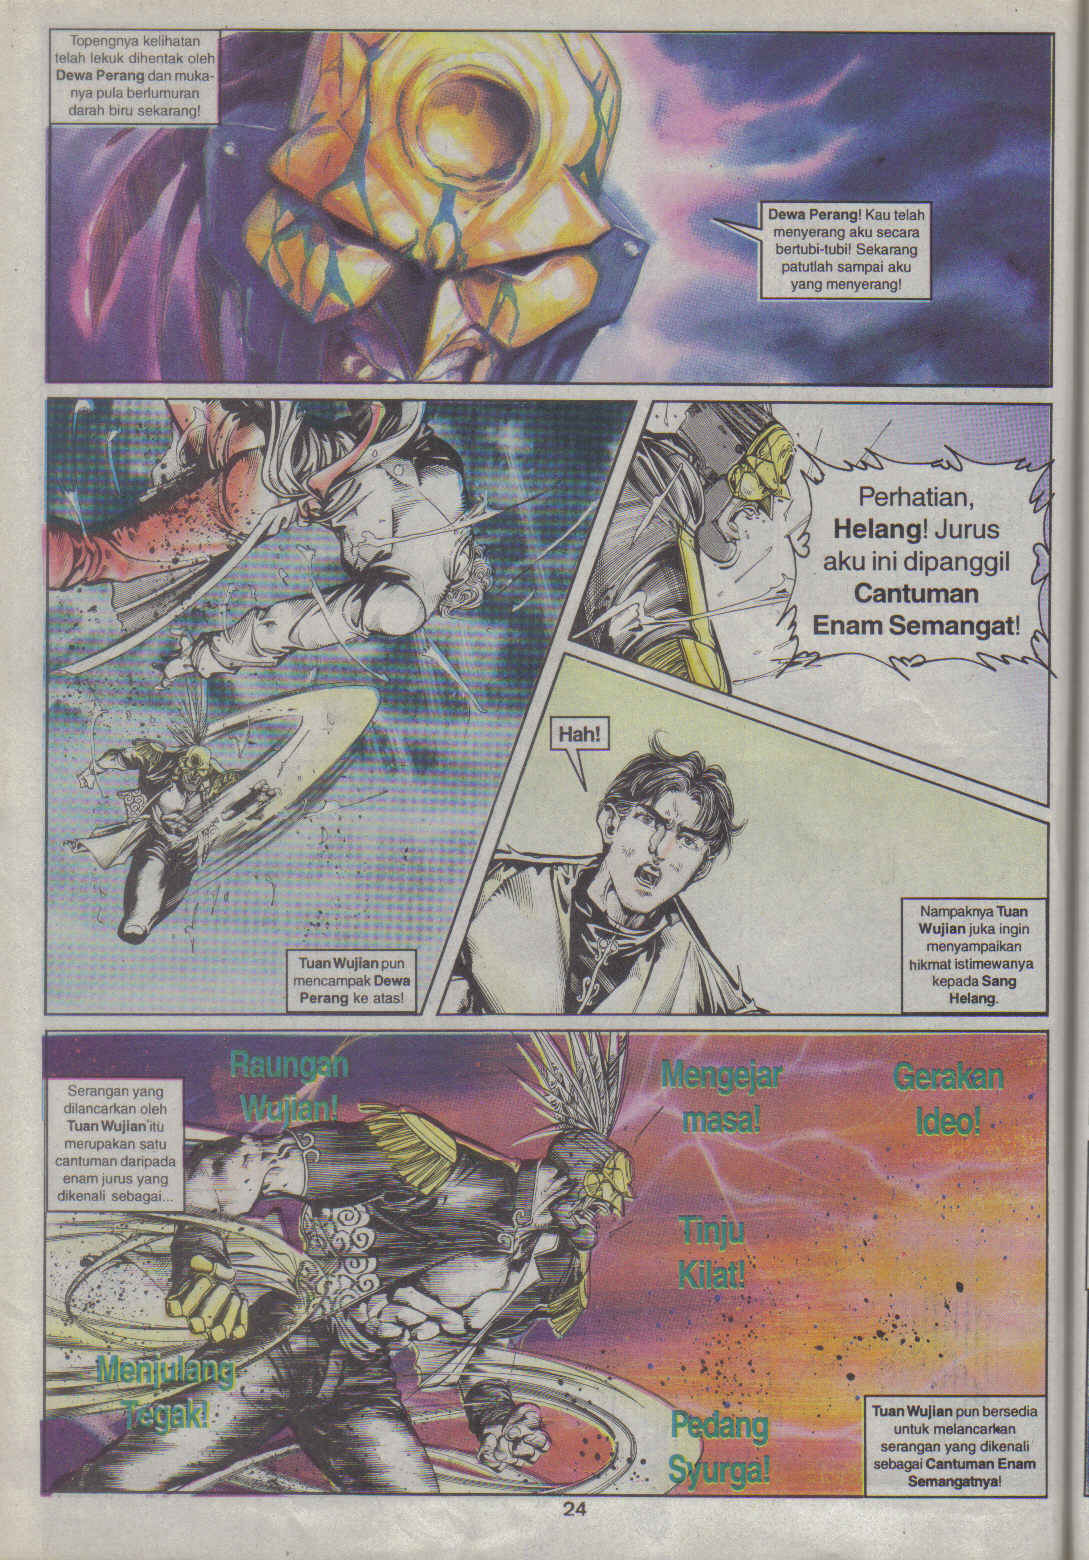 Topengnya kelihatan
telah lekuk dihentak oleh
Dewa Perang dan muka-
nya pula berlumuran
darah biru sekarang!
Dewa Perang! Kau telah
menyerang aku secara
bertubi-tubi! Sekarang
patutlah sampai aku
yang menyerang!
Tuan Wujian pun
mencampak Dewa
Perang ke atas!
Perhatian,
Helang! Jurus
aku ini dipanggil
Cantuman
Enam Semangat!
Hah!
Nampaknya Tuan
Wujian juka ingin
menyampaikan
hikmat istimewanya
kepada Sang
Helang.
Serangan yang
dilancarkan oleh
Tuan Wujian itu
merupakan satu
cantuman daripada
enam jurus yang
dikenali sebagai...
Raungan
Wujian!
Mengejar
masa!
Gerakan
Ideo!
Tinju
Kilat!
Menjulang
Tegak!
Pedang
Syurga!
Tuan Wujian pun bersedia
untuk melancarkan
serangan yang dikenali
sebagai Cantuman Enam
Semangatnya!
24